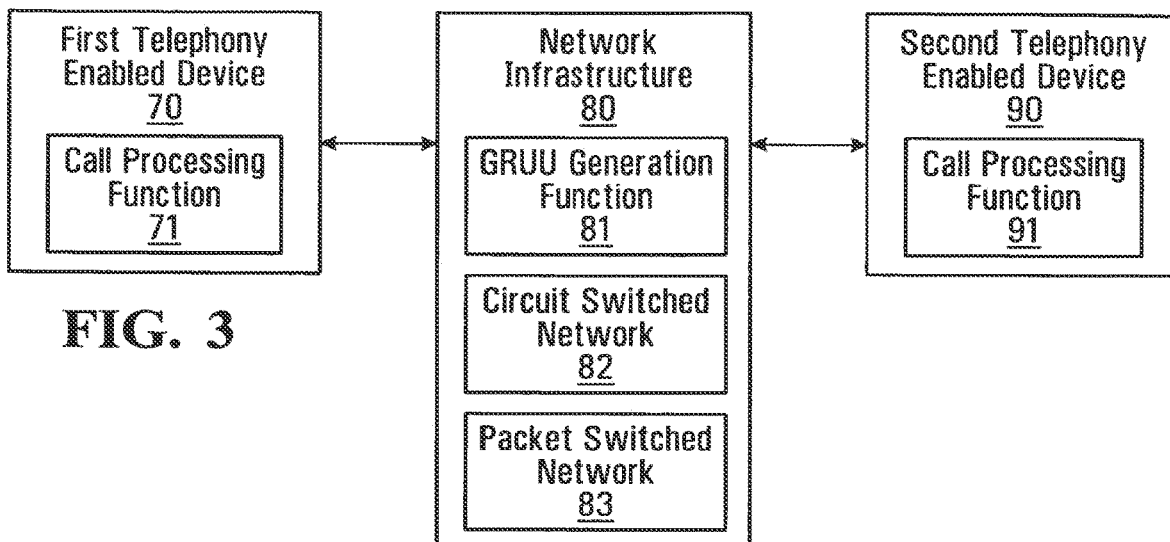 First Telephony
Enabled Device
70
Call Processing
Function
71
FIG. 3
Network
Infrastructure
80
GRUU Generation
Function
81
Circuit Switched
Network
82
Packet Switched
Network
83
Second Telephony
Enabled Device
90
Call Processing
Function
91